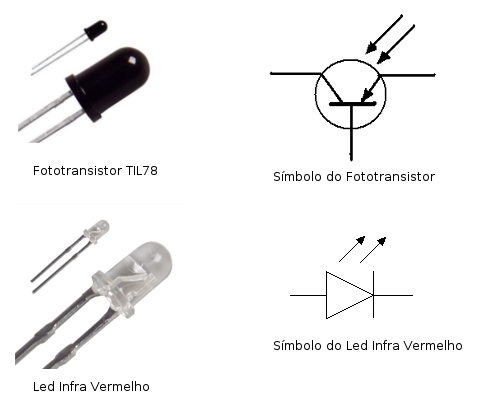 Fototransistor TIL78
Símbolo do Fototransistor
Símbolo do Led Infra Vermelho
Led Infra Vermelho